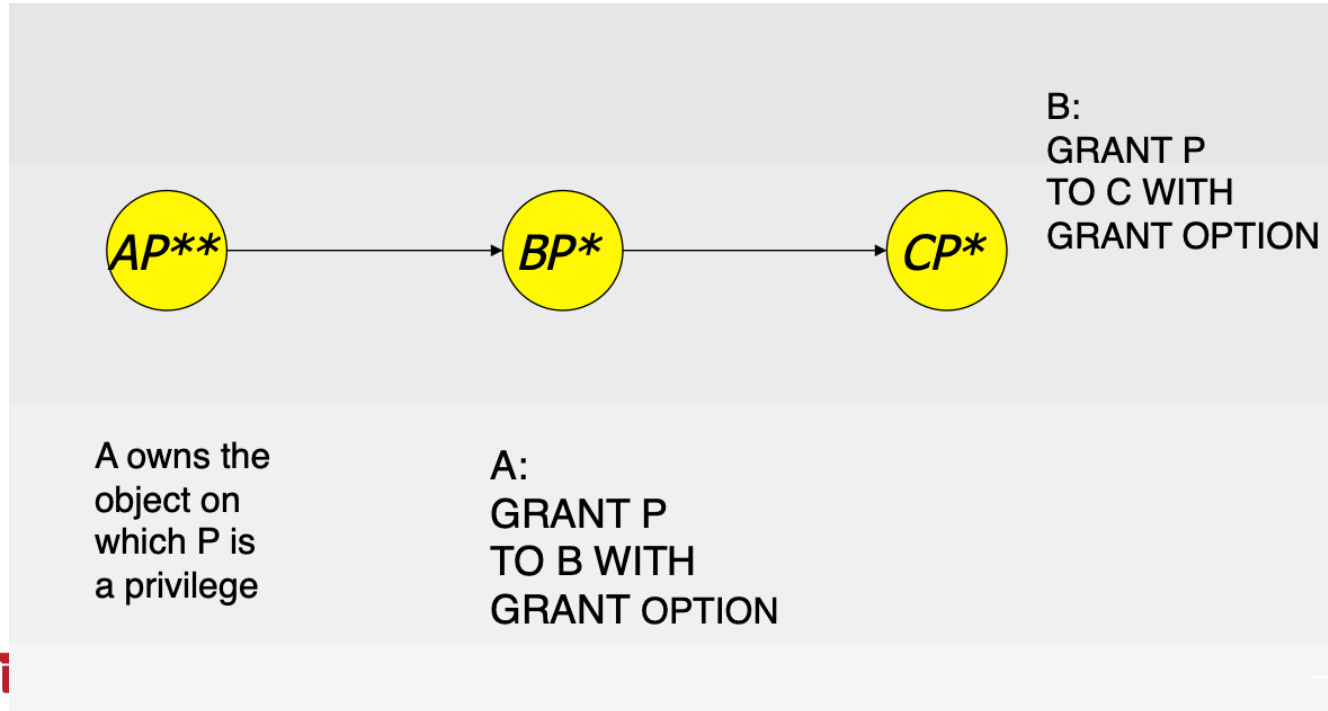 B:
GRANT P
TO C WITH
GRANT OPTION
AP**
BP*
CP*
A owns the
object on
which P is
a privilege
A:
GRANT P
TO B WITH
GRANT OPTION